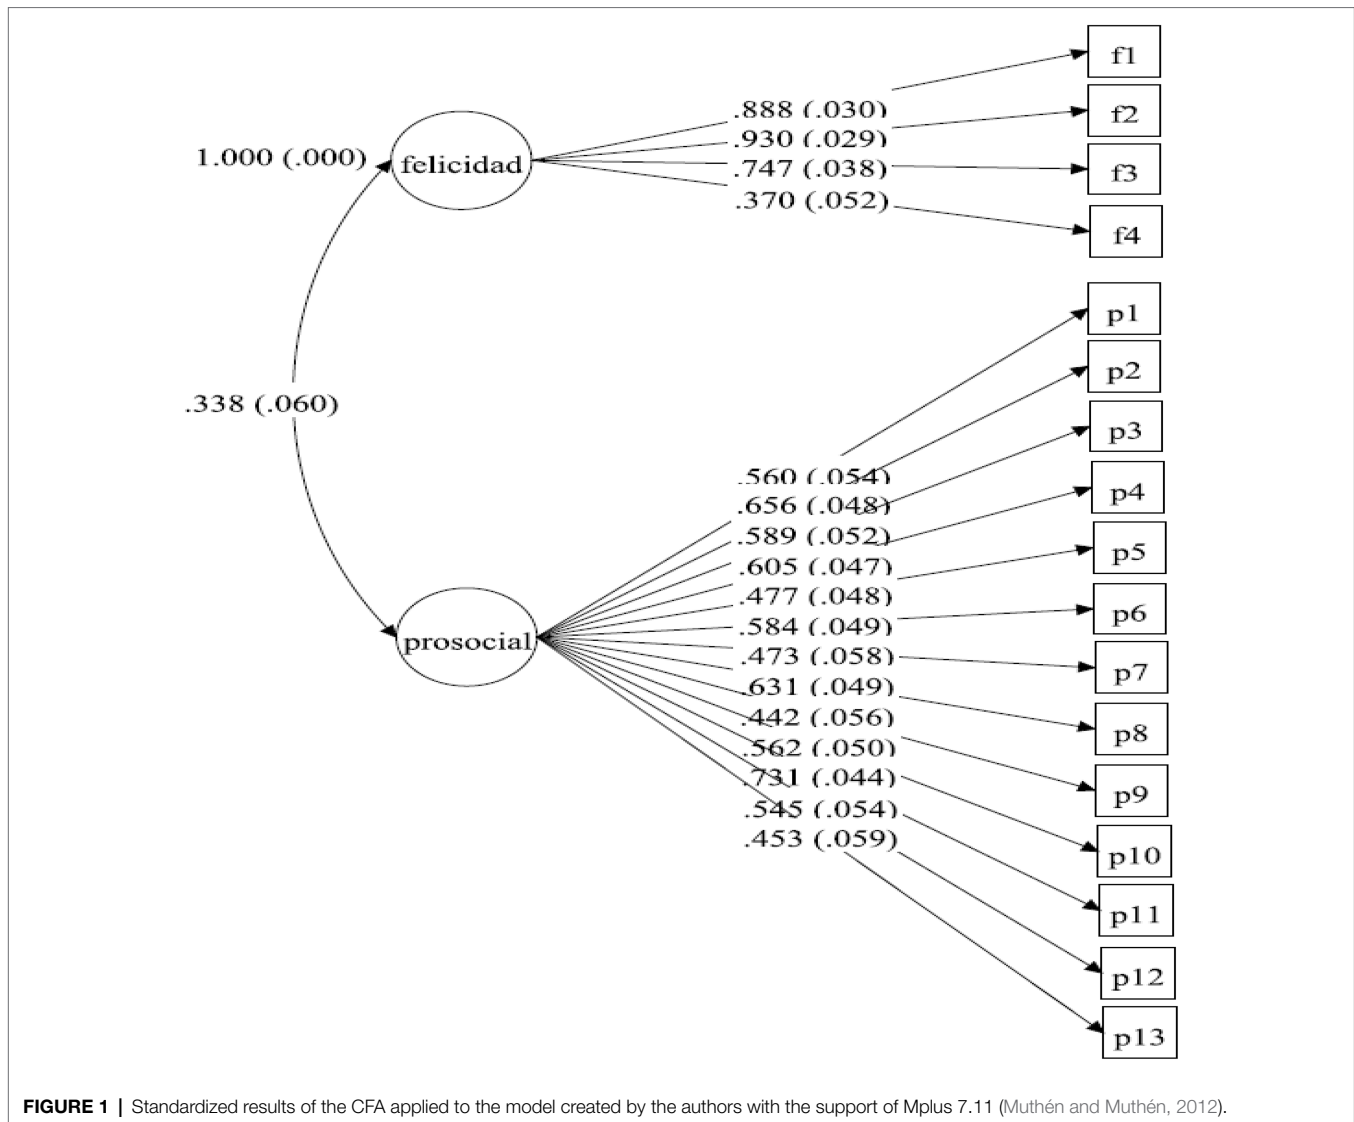 f1
.888 (.030)
f2
.930 (.029)
1.000 (.000)
felicidad
.747 (.038)
f3
.370 (.052)
f4
p1
p2
.338 (.060)
p3
.560 (.054)
p4
.656 (.048)
.589 (.052)
p5
.605 (.047)
.477 (.048)
p6
.584 (.049)
prosocial
.473 (.058)
p7
.631 (.049)
.442 (.056)
p8
.562 (.050)
.731 (.044)
p9
.545 (.054)
.453 (.059)
p10
p11
p12
p13
FIGURE 1 | Standardized results of the CFA applied to the model created by the authors with the support of Mplus 7.11 (Muthén and Muthén, 2012).